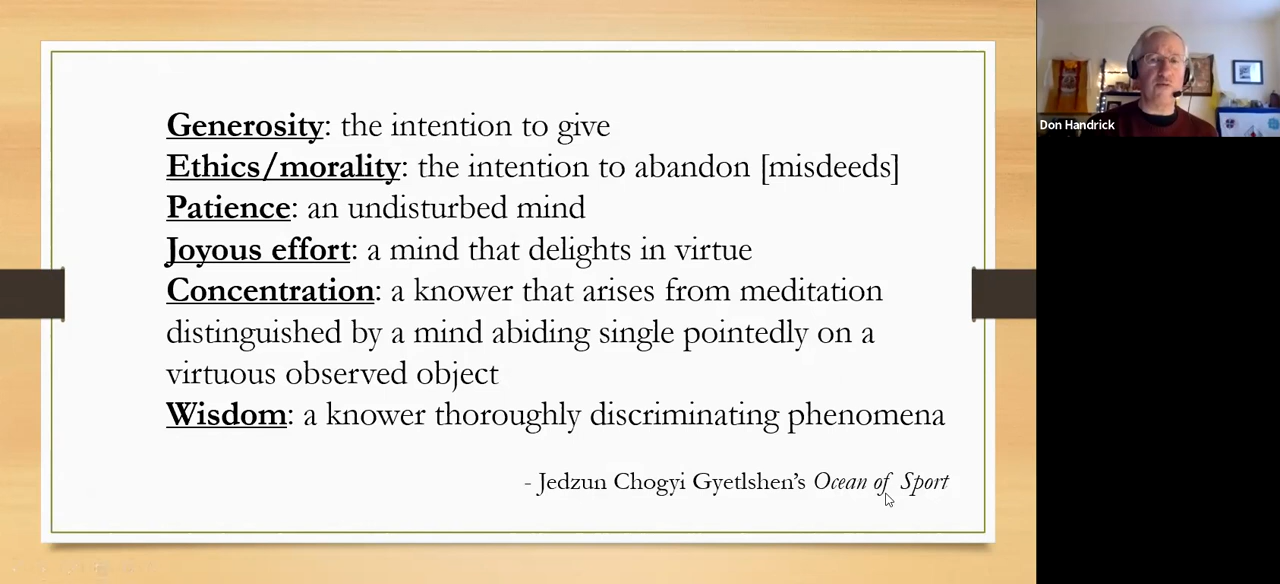 Generosity: the intention to give
Ethics/morality: the intention to abandon [misdeeds]
Patience: an undisturbed mind
Joyous effort: a mind that delights in virtue
Concentration: a knower that arises from meditation
distinguished by a mind abiding single pointedly on a
virtuous observed object
Wisdom: a knower thoroughly discriminating phenomena
- Jedzun Chogyi Gyetlshen’s Ocean of Sport
Don Handrick